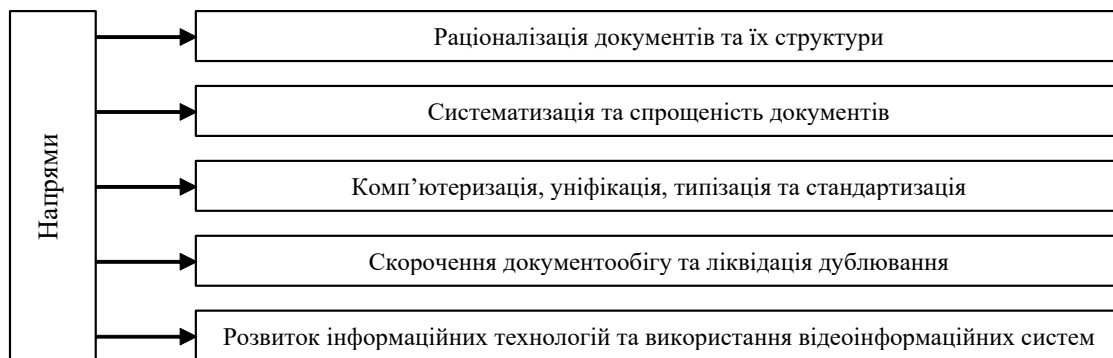 Напрями
Раціоналізація документів та їх структури
Систематизація та спрощеність документів
Комп’ютеризація, уніфікація, типізація та стандартизація
Скорочення документообігу та ліквідація дублювання
Розвиток інформаційних технологій та використання відеоінформаційних систем